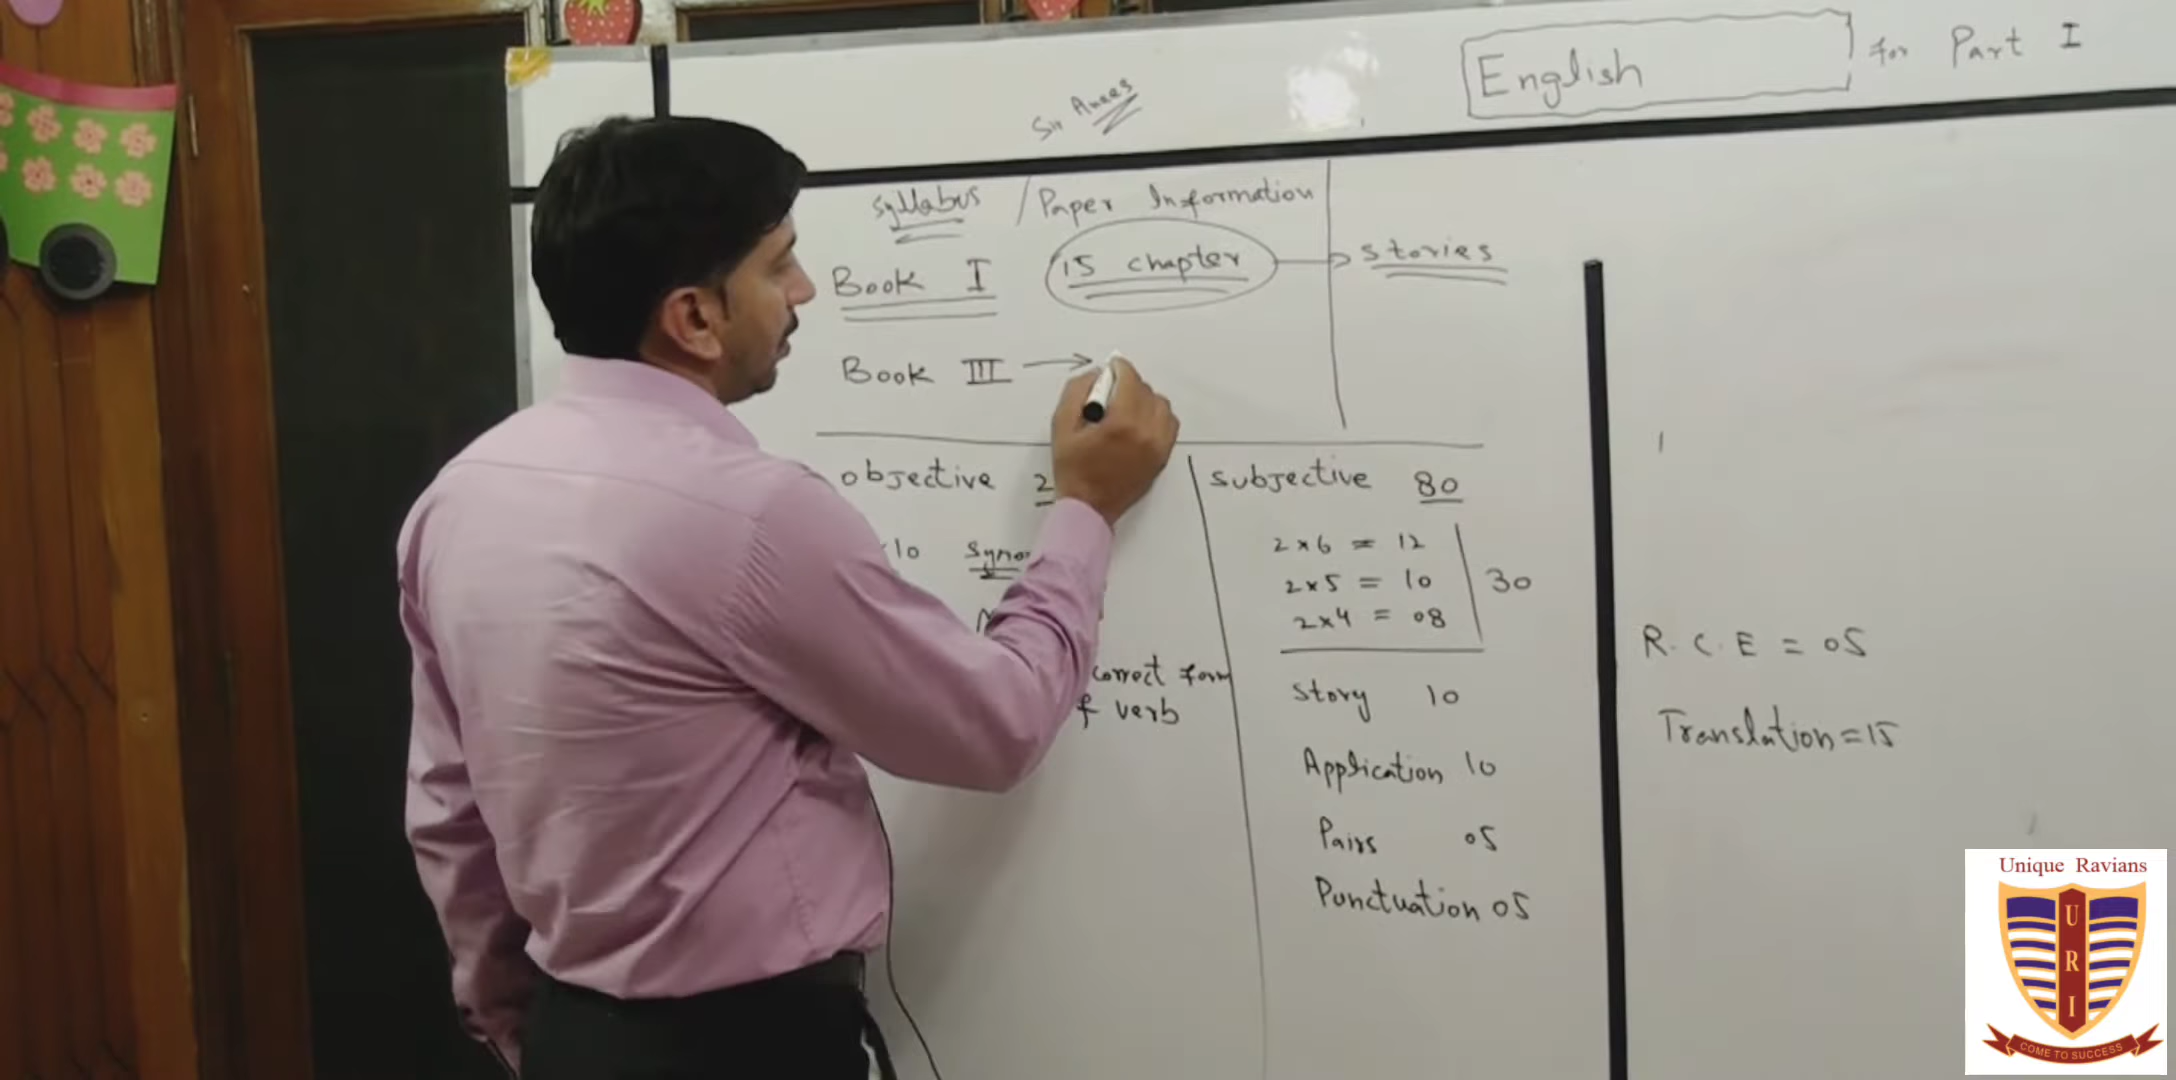 English for Part I
Sir Anees
Syllabus / Paper Information
Book I 15 chapter → stories
Book III →
objective 2
subjective 80
10
2 × 6 = 12
2 × 5 = 10
2 × 4 = 08
30
correct form
verb
story 10
Application 10
Pairs 05
Punctuation 05
R.C.E = 05
Translation = 15
Unique Ravians
URI
COME TO SUCCESS